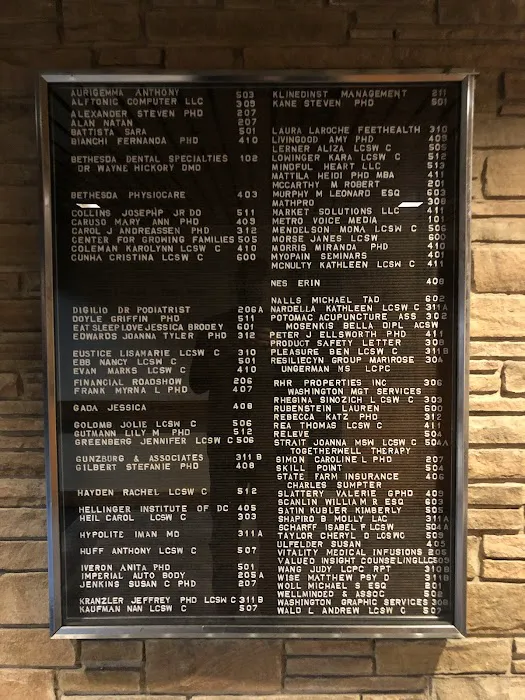 AURIGEMMA ANTHONY 503
ALFTONIC COMPUTER LLC 309
ALEXANDER STEVEN PHD 207
ALAN NATAN 207
BATTISTA SARA 501
BIANCHI FERNANDA PHD 410
BETHESDA DENTAL SPECIALTIES 102
DR WAYNE HICKORY DMD
BETHESDA PHYSIOCARE 403
COLLINS JOSEPHP JR DO 511
CARUSO MARY ANN PHD 409
CAROL J ANDREASSEN PHD 312
CENTER FOR GROWING FAMILIES 505
COLEMAN KAROLYNN LCSW C 410
CUNHA CRISTINA LCSW C 600
DIGILIO DR PODIATRIST 206A
DOYLE GRIFFIN PHD 511
EAT SLEEP LOVE JESSICA BRODEY 601
EDWARDS JOANNA TYLER PHD 312
EUSTICE LISAMARIE LCSW C 310
EBB NANCY LCSW C 501
EVAN MARKS LCSW C 410
FINANCIAL ROADSHOW 206
FRANK MYRNA L PHD 407
GADA JESSICA 408
GOLOMB JOLIE LCSW C 506
GUTMANN LILY M PHD 512
GREENBERG JENNIFER LCSW C 506
GUNZBURG & ASSOCIATES 311 B
GILBERT STEFANIE PHD 408
HAYDEN RACHEL LCSW C 512
HELLINGER INSTITUTE OF DC 405
HEIL CAROL LCSW C 303
HYPOLITE IMAN MD 311A
HUFF ANTHONY LCSW C 507
IVERON ANITA PHD 501
IMPERIAL AUTO BODY 205A
JENKINS SUSAN C PHD 207
KRANZLER JEFFREY PHD LCSW C 311 B
KAUFMAN NAN LCSW C 507
KLINEDINST MANAGEMENT 211
KANE STEVEN PHD 501
LAURA LAROCHE FEETHEALTH 310
LIVINGOOD AMY PHD 409
LERNER ALIZA LCSW C 505
LOWINGER KARA LCSW C 512
MINDFUL HEART LLC 513
MATTILA HEIDI PHD MBA 411
MCCARTHY M ROBERT 201
MURPHY M LEONARD ESQ 603
MATHPRO 308
MARKET SOLUTIONS LLC 411
METRO VOICE MEDIA 101
MENDELSON MONA LCSW C 506
MORSE JANES LCSW 600
MORRIS MIRANDA PHD 410
MYOPAIN SEMINARS 401
MCNULTY KATHLEEN LCSW C 411
NES ERIN 408
NALLS MICHAEL TAD 602
NARDELLA KATHLEEN LCSW C 311A
POTOMAC ACUPUNCTURE ASS 302
MOSENKIS BELLA DIPL ACSW
PETER J ELLSWORTH PHD 411
PRODUCT SAFETY LETTER 308
PLEASURE BEN LCSW C 311B
RESILIECYN GROUP MARIROSE 30A
UNGERMAN MS LCPC
RHR PROPERTIES INC 306
WASHINGTON MGT SERVICES
RHEGINA SINOZICH L LCSW C 303
RUBENSTEIN LAUREN 600
REBECCA KATZ PHD 312
REA THOMAS LCSW C 411
RELEVE 504
STRAIT JOANNA MSW LCSW C 504A
TOGETHERWELL THERAPY
SIMON CAROLINE L PHD 207
SKILL POINT 504
STATE FARM INSURANCE 406
CHARLES SUMPTER
SLATTERY VALERIE GPHD 409
SCANLIN WILLIAM R ESQ 603
SATIN KUBLER KIMBERLY 505
SHAPIRO B MOLLY LAC 311A
SCHARFF ISABEL F LCSW 504A
TAYLOR CHERYL D LCSWC 509
ULFELDER SUSAN 405
VITALITY MEDICAL INFUSIONS 205
VALUED INSIGHT COUNSELINGLLC 509
WANG JUDY LCPC RPT 310B
WISE MATTHEW PSY D 311B
WOLL MICHAEL S ESQ 201
WELLMINDED & ASSOC 502
WASHINGTON GRAPHIC SERVICES 308
WALD L ANDREW LCSW C 507